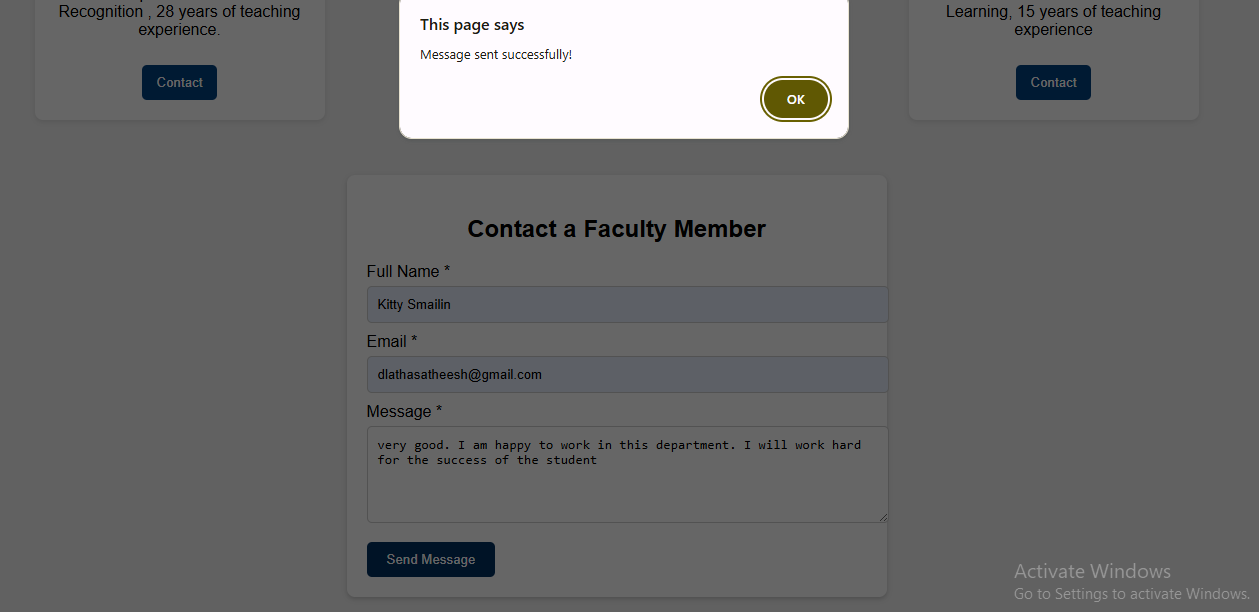 Recognition , 28 years of teaching
experience.
Contact
This page says
Message sent successfully!
OK
Learning, 15 years of teaching
experience
Contact
Contact a Faculty Member
Full Name *
Kitty Smailin
Email *
dlathasatheesh@gmail.com
Message *
very good. I am happy to work in this department. I will work hard
for the success of the student
Send Message
Activate Windows
Go to Settings to activate Windows.